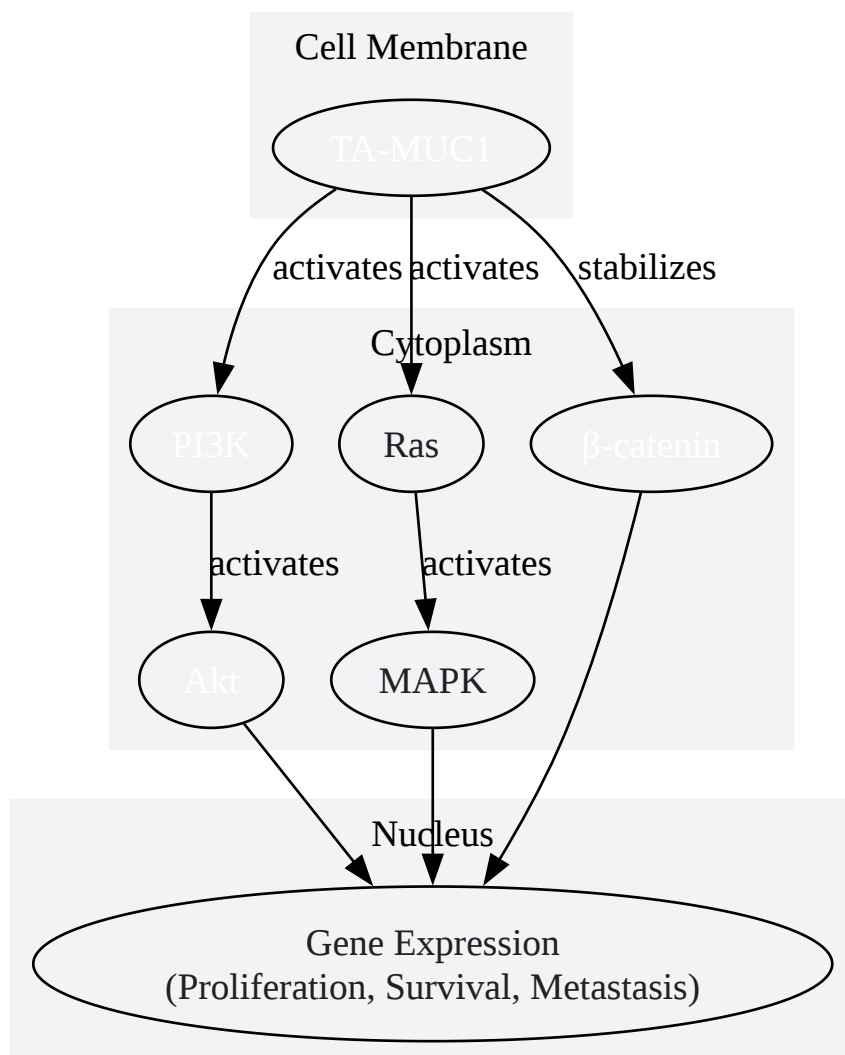 Cell Membrane
TA-MUC1
activates
activates
stabilizes
Cytoplasm
PI3K
Ras
β-catenin
activates
activates
Akt
MAPK
Nucleus
Gene Expression
(Proliferation, Survival, Metastasis)